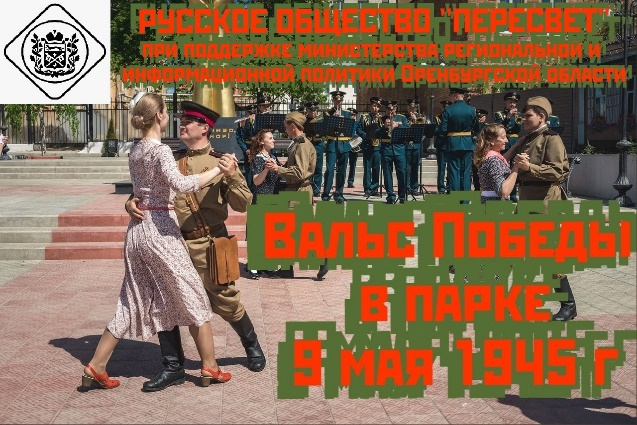 РУССКОЕ ОБЩЕСТВО "ПЕРЕСВЕТ"
при поддержке министерства региональной и
информационной политики Оренбургской области
Вальс Победы
в парке
9 мая 1945 г